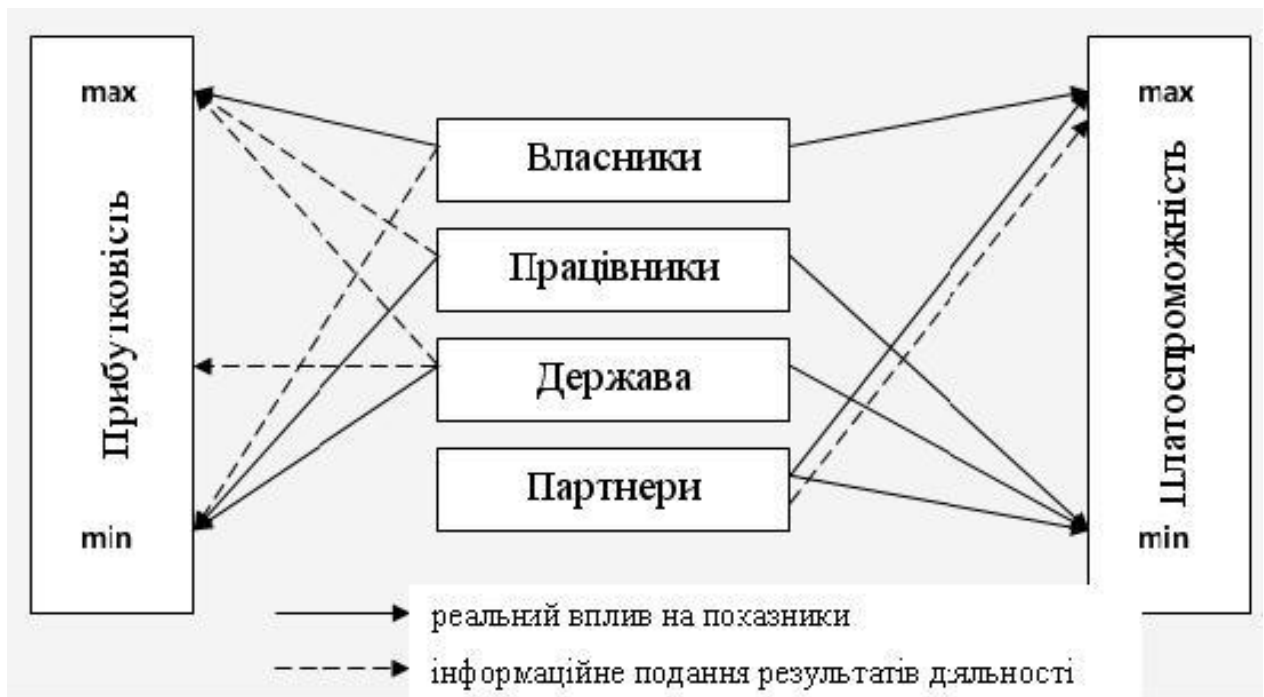 max
Прибутковість
min
Власники
Працівники
Держава
Партнери
max
Платоспроможність
min
реальний вплив на показники
інформаційне подання результатів діяльності